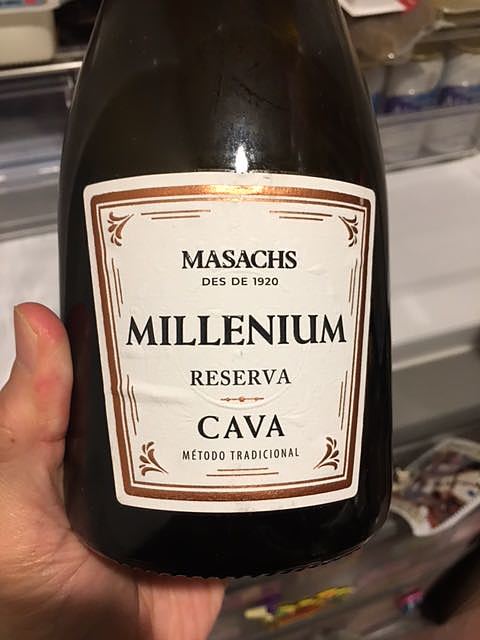 MASACHS
DES DE 1920
MILLENIUM
RESERVA
CAVA
MÉTODO TRADICIONAL